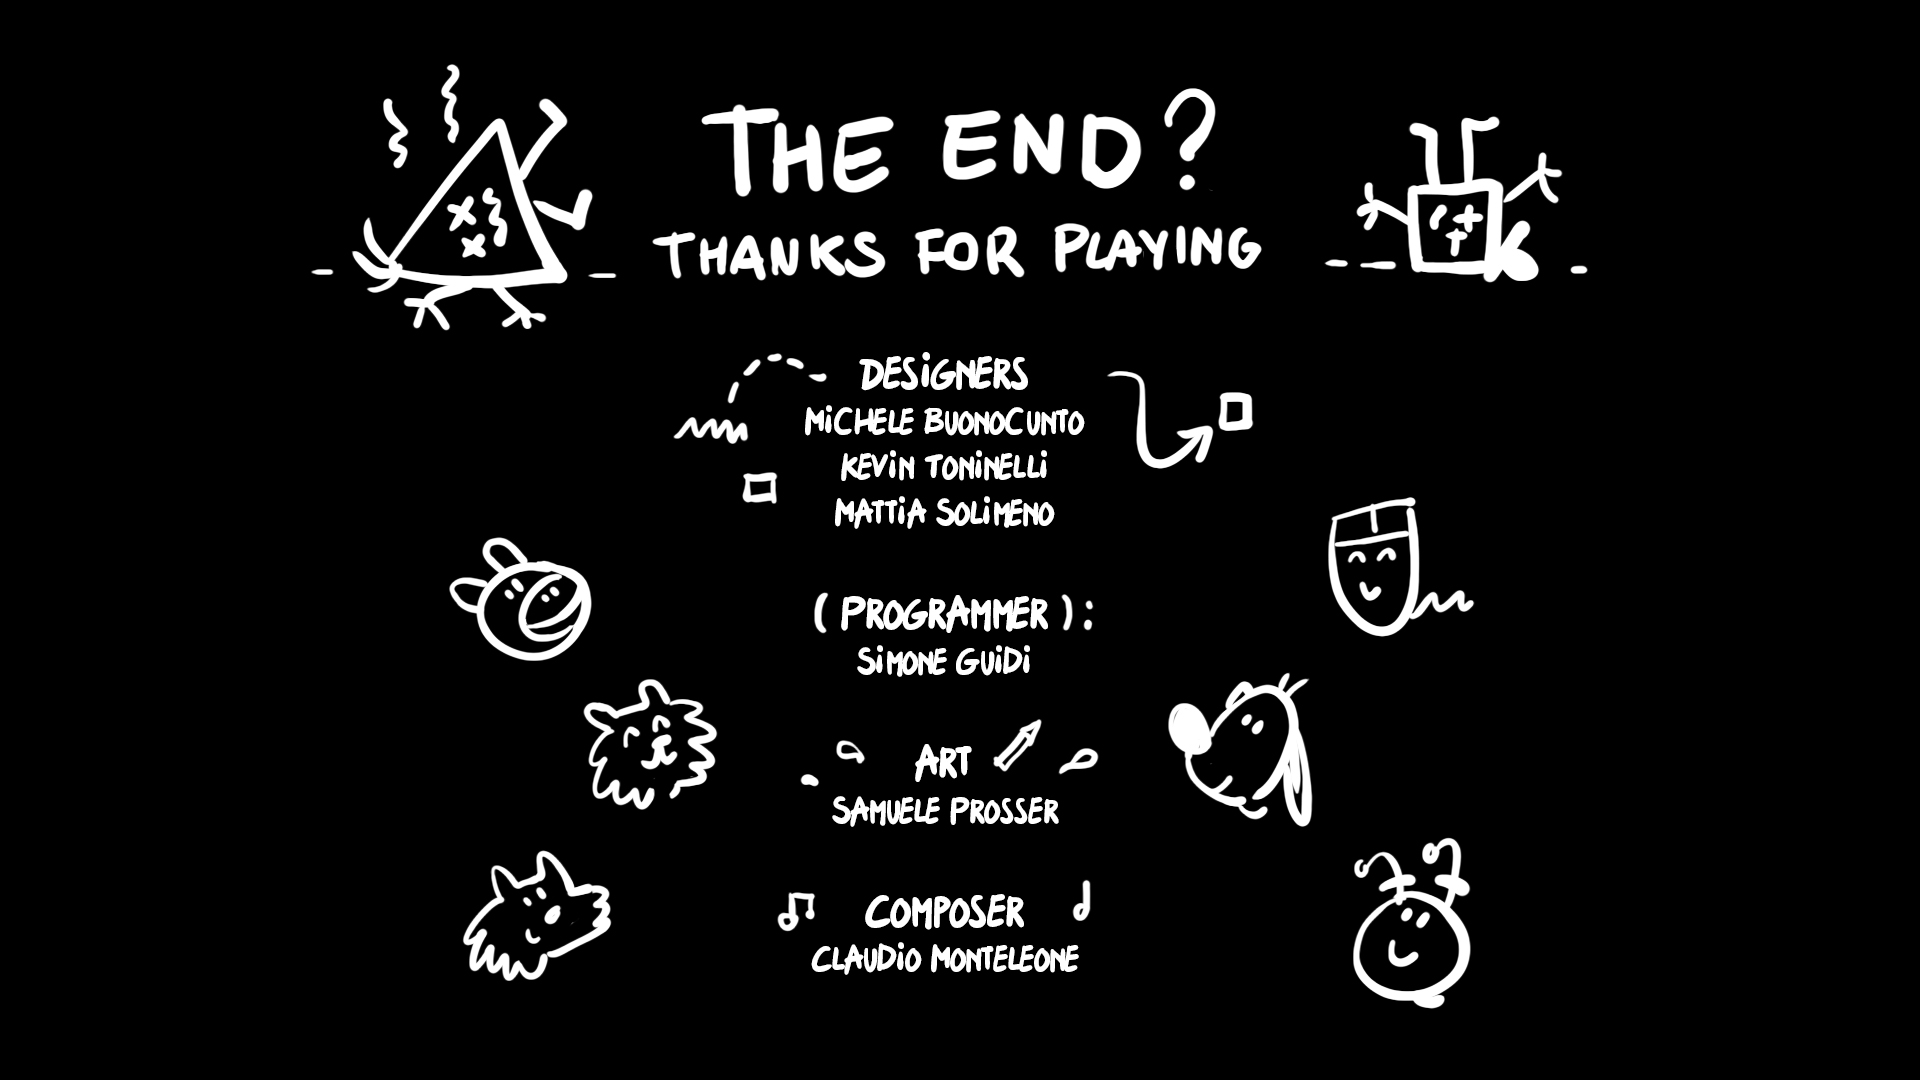 THE END?
THANKS FOR PLAYING
DESiGNERS
MiCHELE BUONOCUNTO
KEViN TONiNELLi
MATTiA SOLiMENO
( PROGRAMMER ):
SiMONE GUiDi
ART
SAMUELE PROSSER
COMPOSER
CLAUDiO MONTELEONE